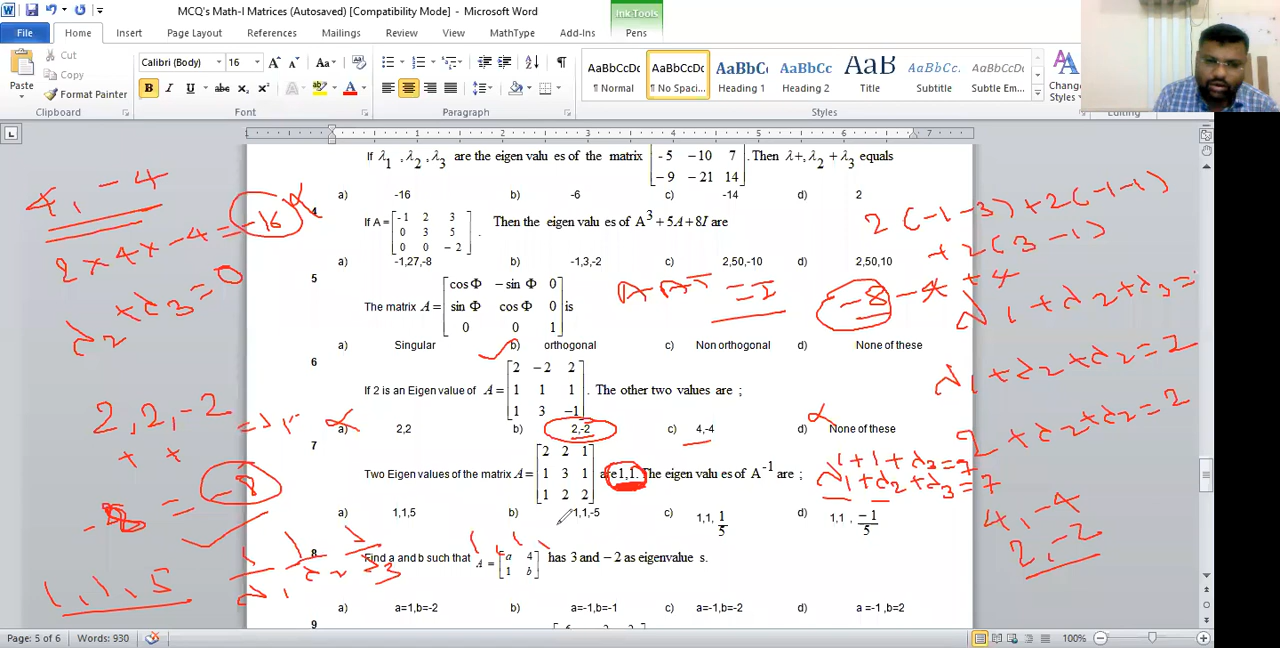 MCQ's Math-I Matrices (Autosaved) [Compatibility Mode] - Microsoft Word
Ink Tools
File Home Insert Page Layout References Mailings Review View MathType Add-Ins Pens
Cut
Copy
Paste
Format Painter
Calibri (Body) 16
AaBbCcDc AaBbCcDc AaBbC AaBbCc AaB AaBbCc. AaBbCcDc
¶ Normal ¶ No Spaci... Heading 1 Heading 2 Title Subtitle Subtle Em...
Change Styles
Clipboard Font Paragraph Styles Editing
If λ1 , λ2 , λ3 are the eigen valu es of the matrix [-5 -10 7; -9 -21 14] .Then λ+, λ2 + λ3 equals
a) -16 b) -6 c) -14 d) 2
4
If A = [-1 2 3; 0 3 5; 0 0 -2] . Then the eigen valu es of A³ + 5A + 8I are
a) -1,27,-8 b) -1,3,-2 c) 2,50,-10 d) 2,50,10
5
The matrix A = [cos Φ -sin Φ 0; sin Φ cos Φ 0; 0 0 1] is
a) Singular b) orthogonal c) Non orthogonal d) None of these
6
If 2 is an Eigen value of A = [2 -2 2; 1 1 1; 1 3 -1] . The other two values are ;
a) 2,2 b) 2,-2 c) 4,-4 d) None of these
7
Two Eigen values of the matrix A = [2 2 1; 1 3 1; 1 2 2] are 1,1. The eigen valu es of A⁻¹ are ;
a) 1,1,5 b) 1,1,-5 c) 1,1, 1/5 d) 1,1 , -1/5
8
Find a and b such that A = [a 4; 1 b] has 3 and -2 as eigenvalue s.
a) a=1,b=-2 b) a=-1,b=-1 c) a=-1,b=-2 d) a =-1 ,b=2
9
4, -4
2×4×-4 = -16
λ2 + λ3 = 0
2, 2, -2
= -8
1, 1, 5
1/λ1 1/λ2 1/λ3
= I
2(-1-3)+2(-1-1)
+2(3-1)
-8-4+4
λ1+λ2+λ3=
λ1+λ2+λ2=2
2+λ2+λ2=2
1+1+λ3=7
λ1+λ2+λ3=7
4, -4
2, -2
Page: 5 of 6 Words: 930 100%